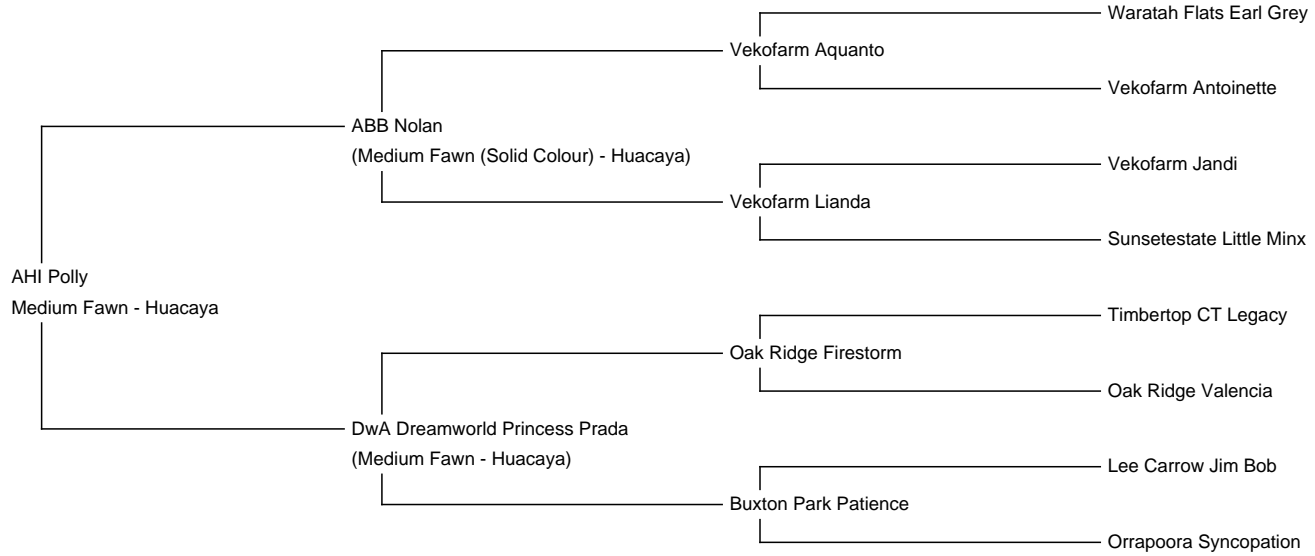 Waratah Flats Earl Grey
Vekofarm Aquanto
Vekofarm Antoinette
ABB Nolan
(Medium Fawn (Solid Colour) - Huacaya)
Vekofarm Jandi
Vekofarm Lianda
Sunsetestate Little Minx
AHI Polly
Medium Fawn - Huacaya
Timbertop CT Legacy
Oak Ridge Firestorm
Oak Ridge Valencia
DwA Dreamworld Princess Prada
(Medium Fawn - Huacaya)
Lee Carrow Jim Bob
Buxton Park Patience
Orrapoora Syncopation